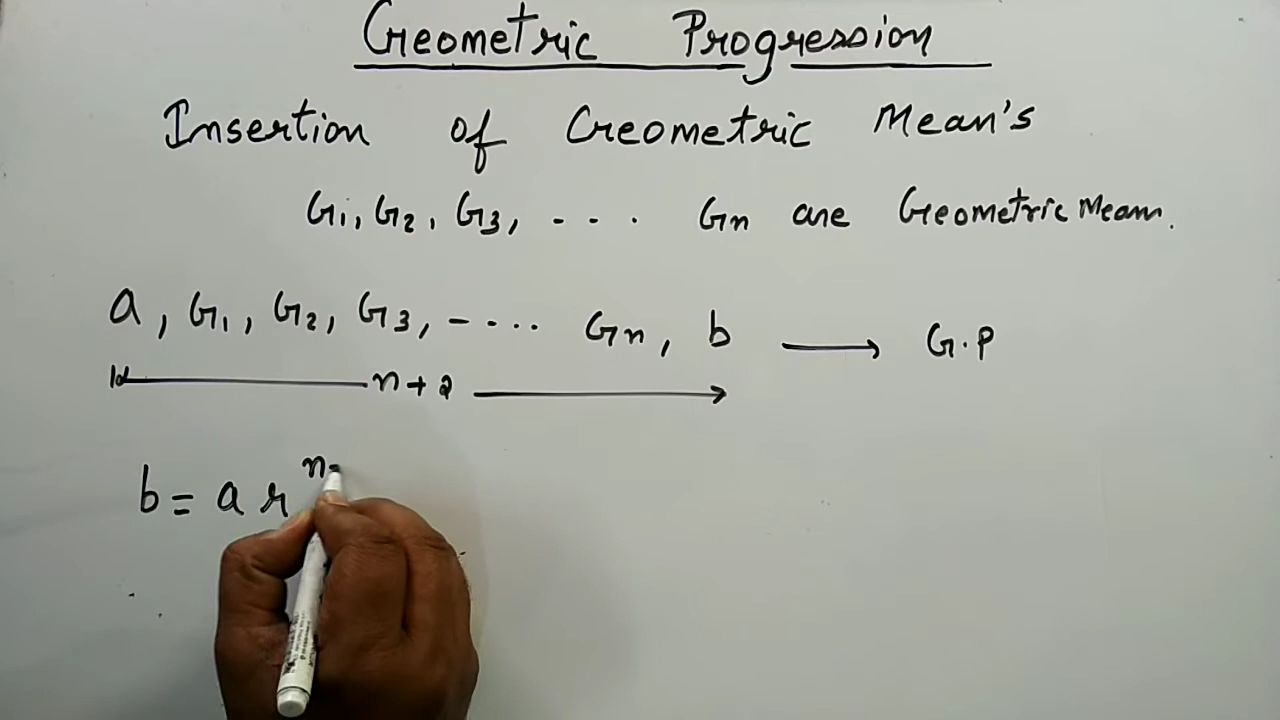 Geometric Progression
Insertion of Geometric Mean's
G1, G2, G3, - - - . Gn are Geometric Mean.
a, G1, G2, G3, - .... Gn, b → G.P
n+2
b = a r^n-